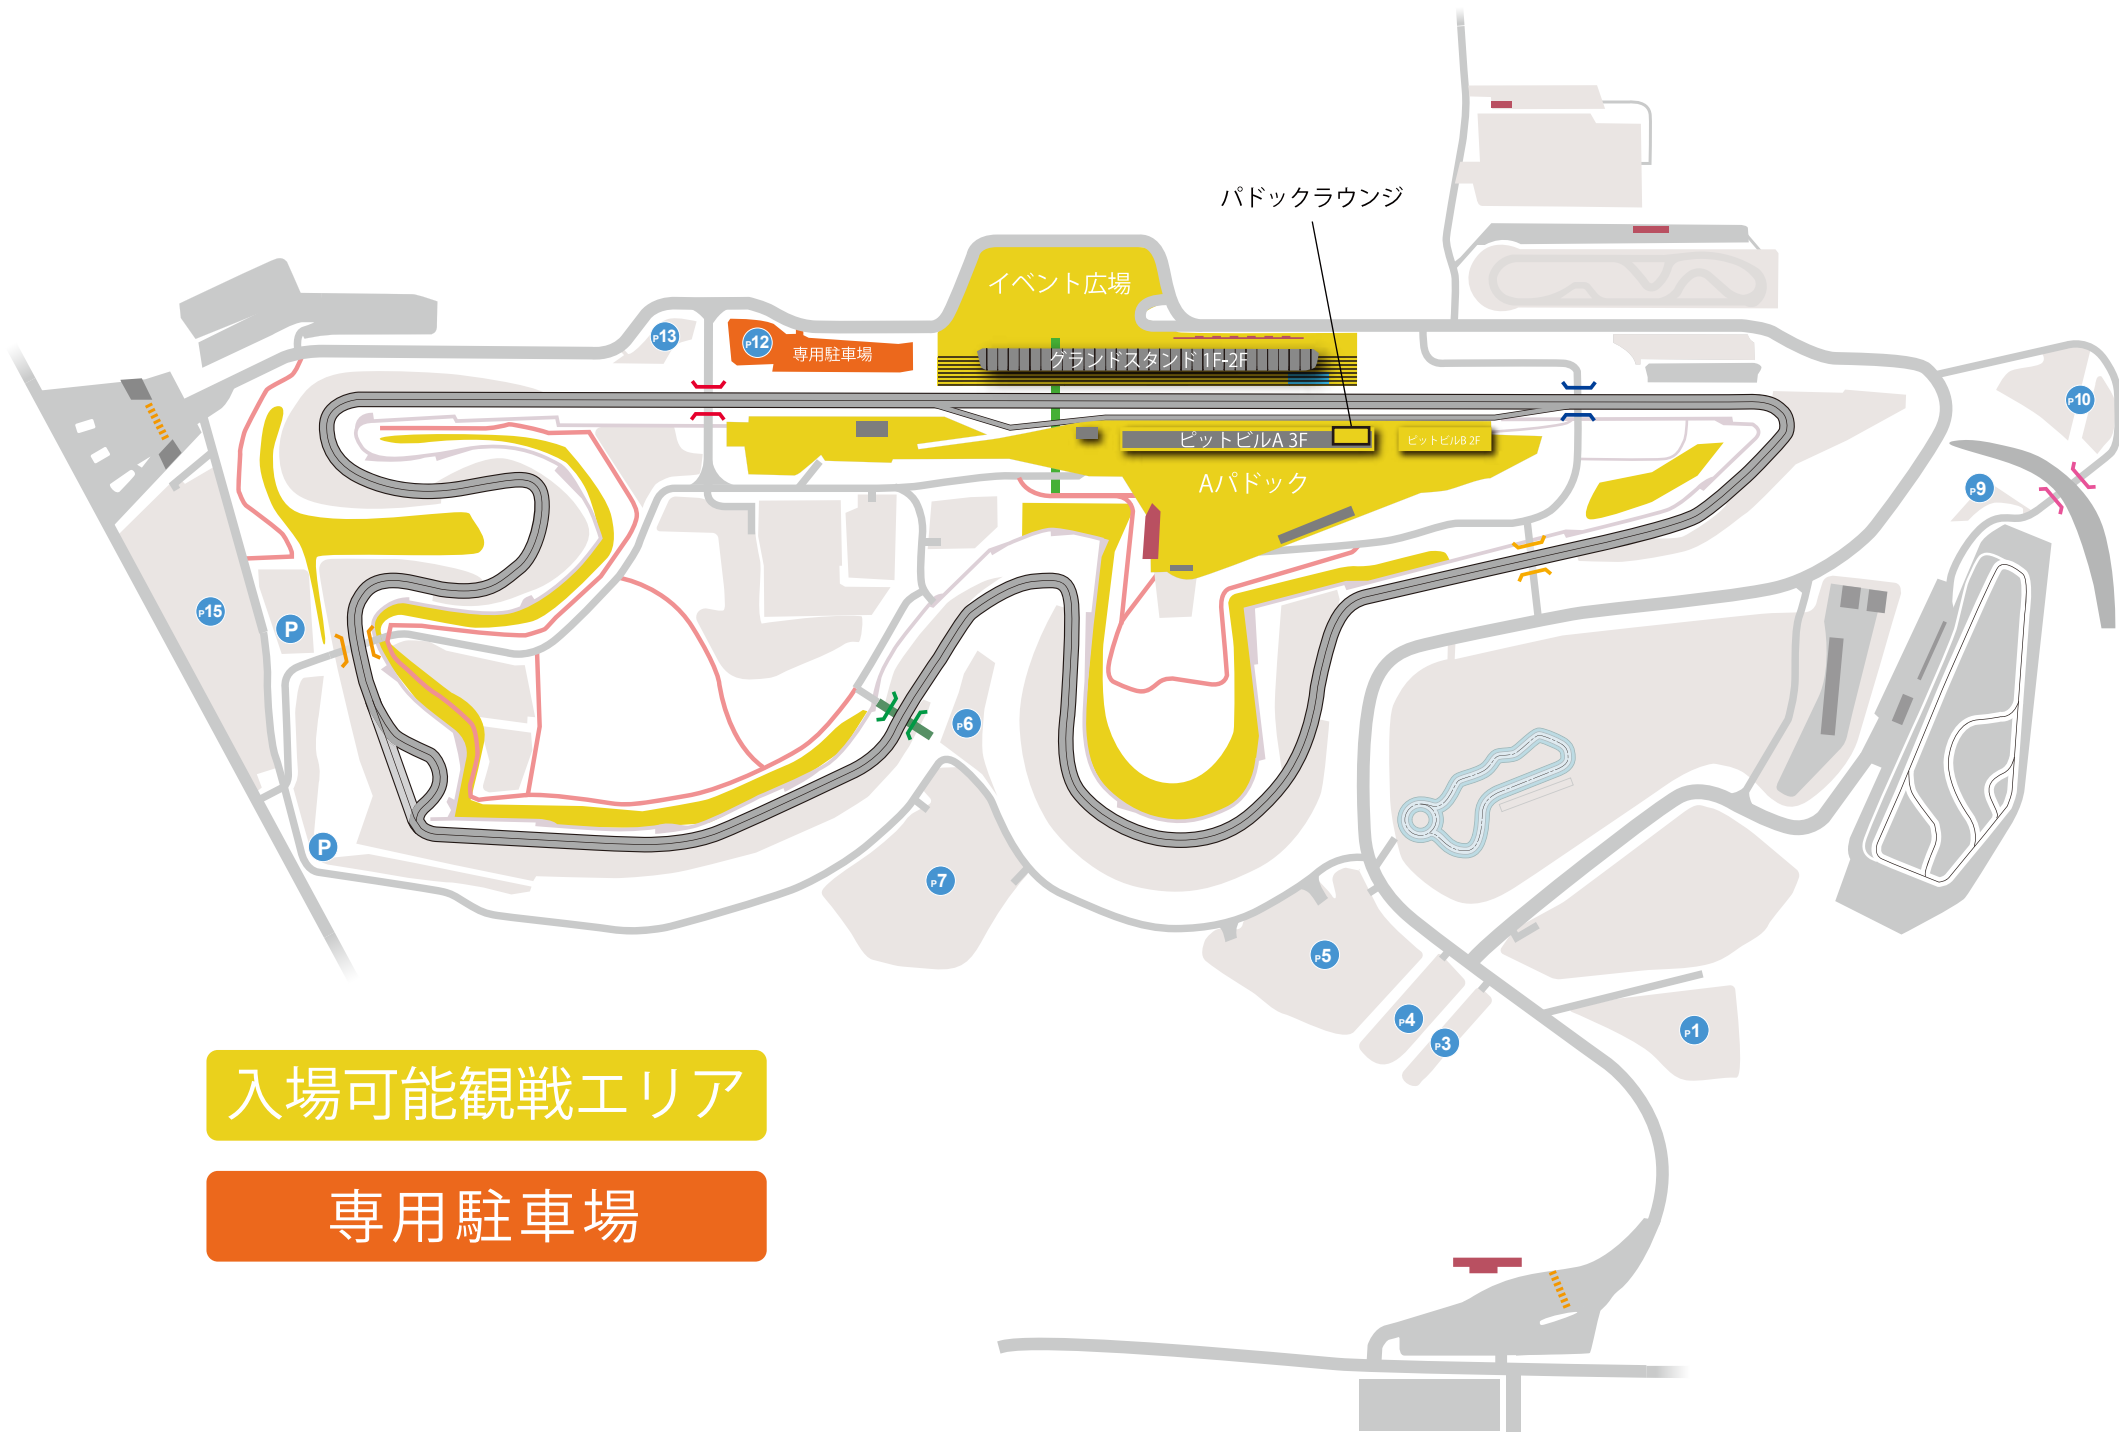 パドックラウンジ
イベント広場
P13
P12
専用駐車場
グランドスタンド 1F-2F
P10
ピットビルA 3F
ピットビルB 2F
Aパドック
P9
P15
P
P6
P
P7
P5
P4
P3
P1
入場可能観戦エリア
専用駐車場